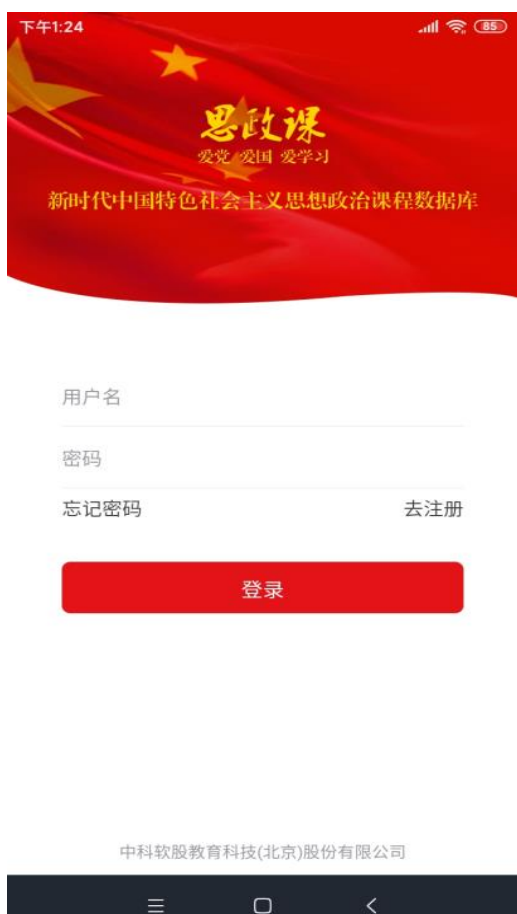 下午1:24
85
思政课
爱党 爱国 爱学习
新时代中国特色社会主义思想政治课程数据库
用户名
密码
忘记密码 去注册
登录
中科软股教育科技(北京)股份有限公司